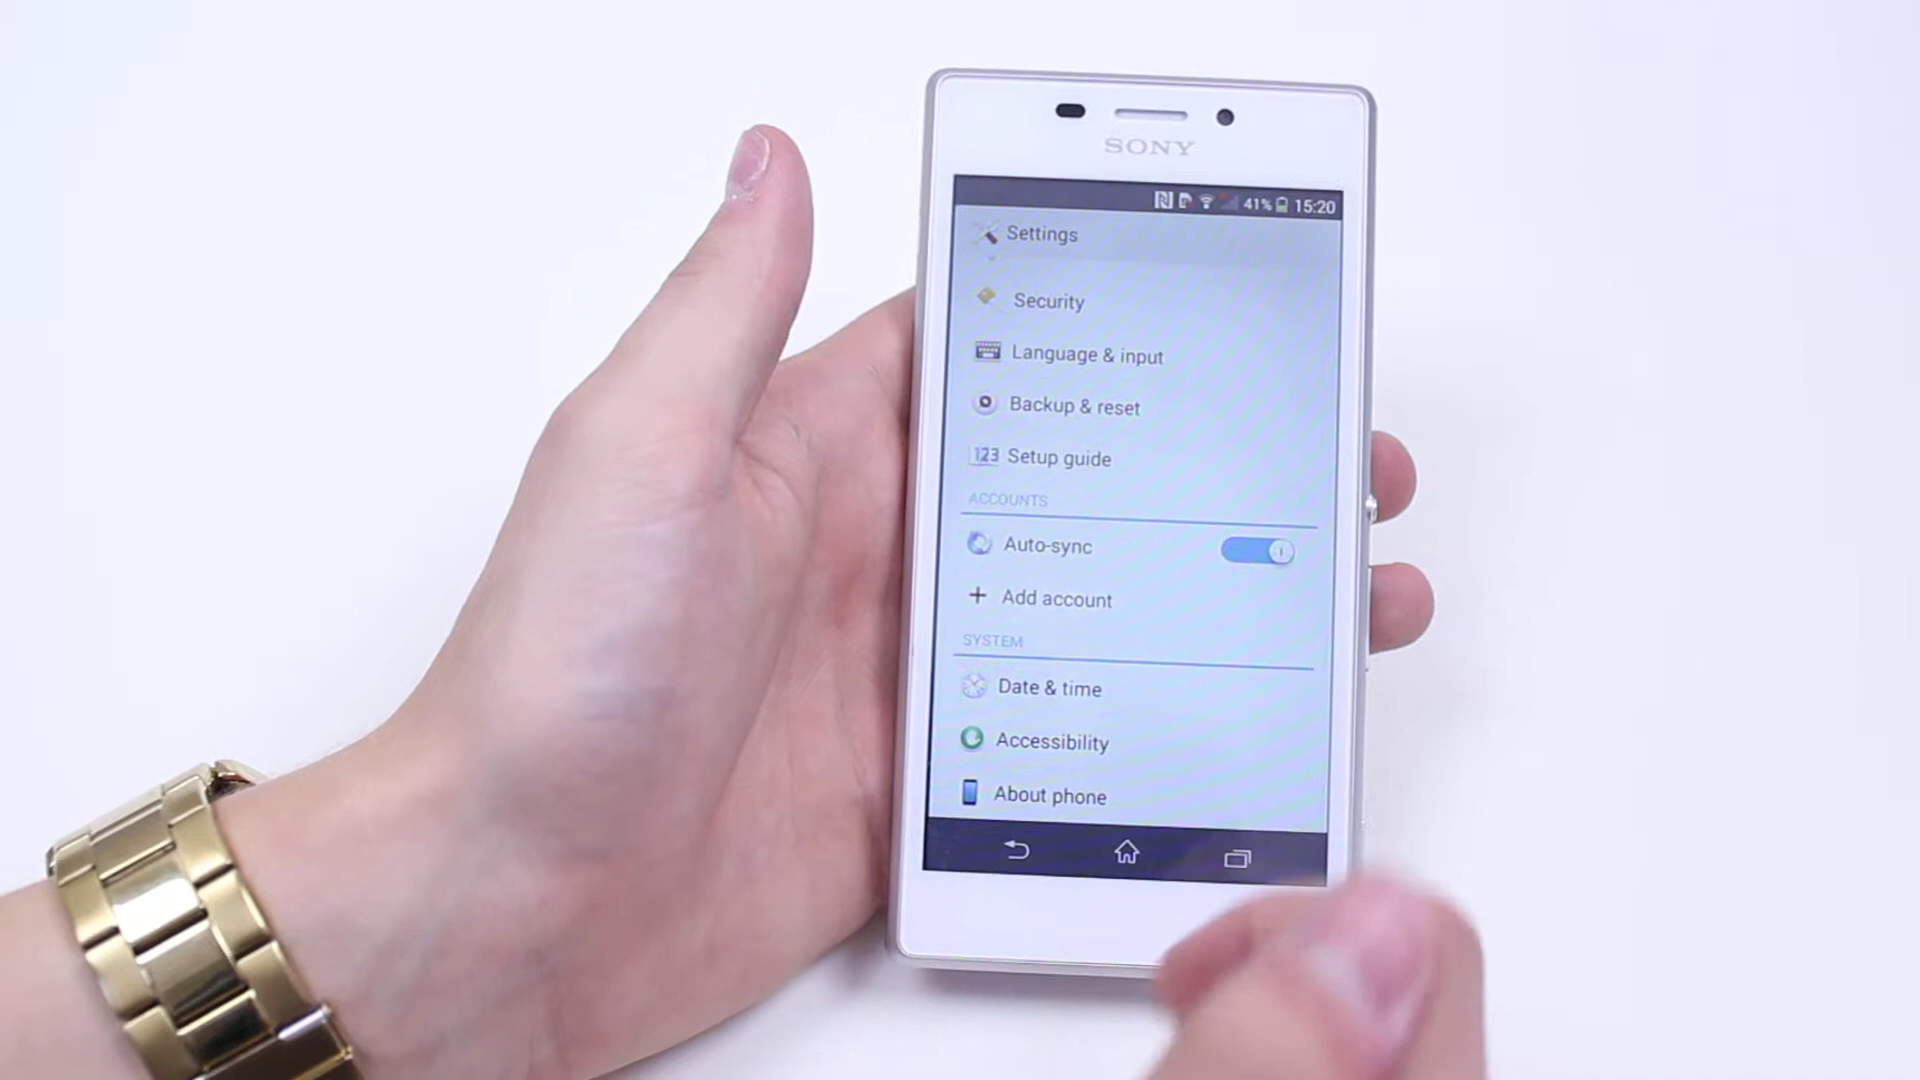 SONY
41% 15:20
Settings
Security
Language & input
Backup & reset
123 Setup guide
ACCOUNTS
Auto-sync
Add account
SYSTEM
Date & time
Accessibility
About phone